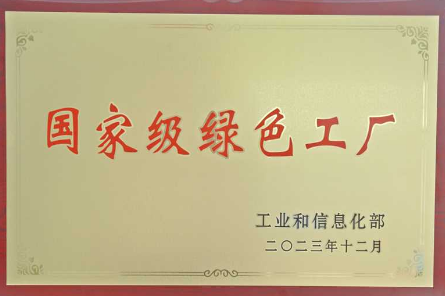 国家级绿色工厂
工业和信息化部
二〇二三年十二月